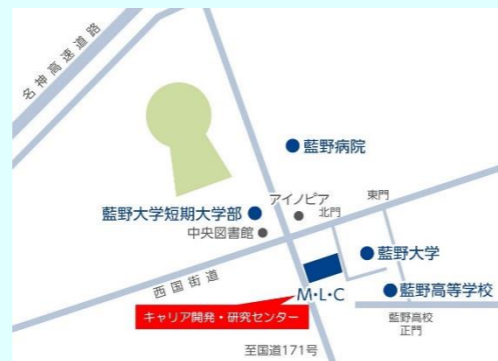 名神高速道路
藍野病院
アイノピア
北門
東門
藍野大学短期大学部
中央図書館
藍野大学
西国街道
M・L・C
藍野高等学校
キャリア開発・研究センター
藍野高校
正門
至国道171号